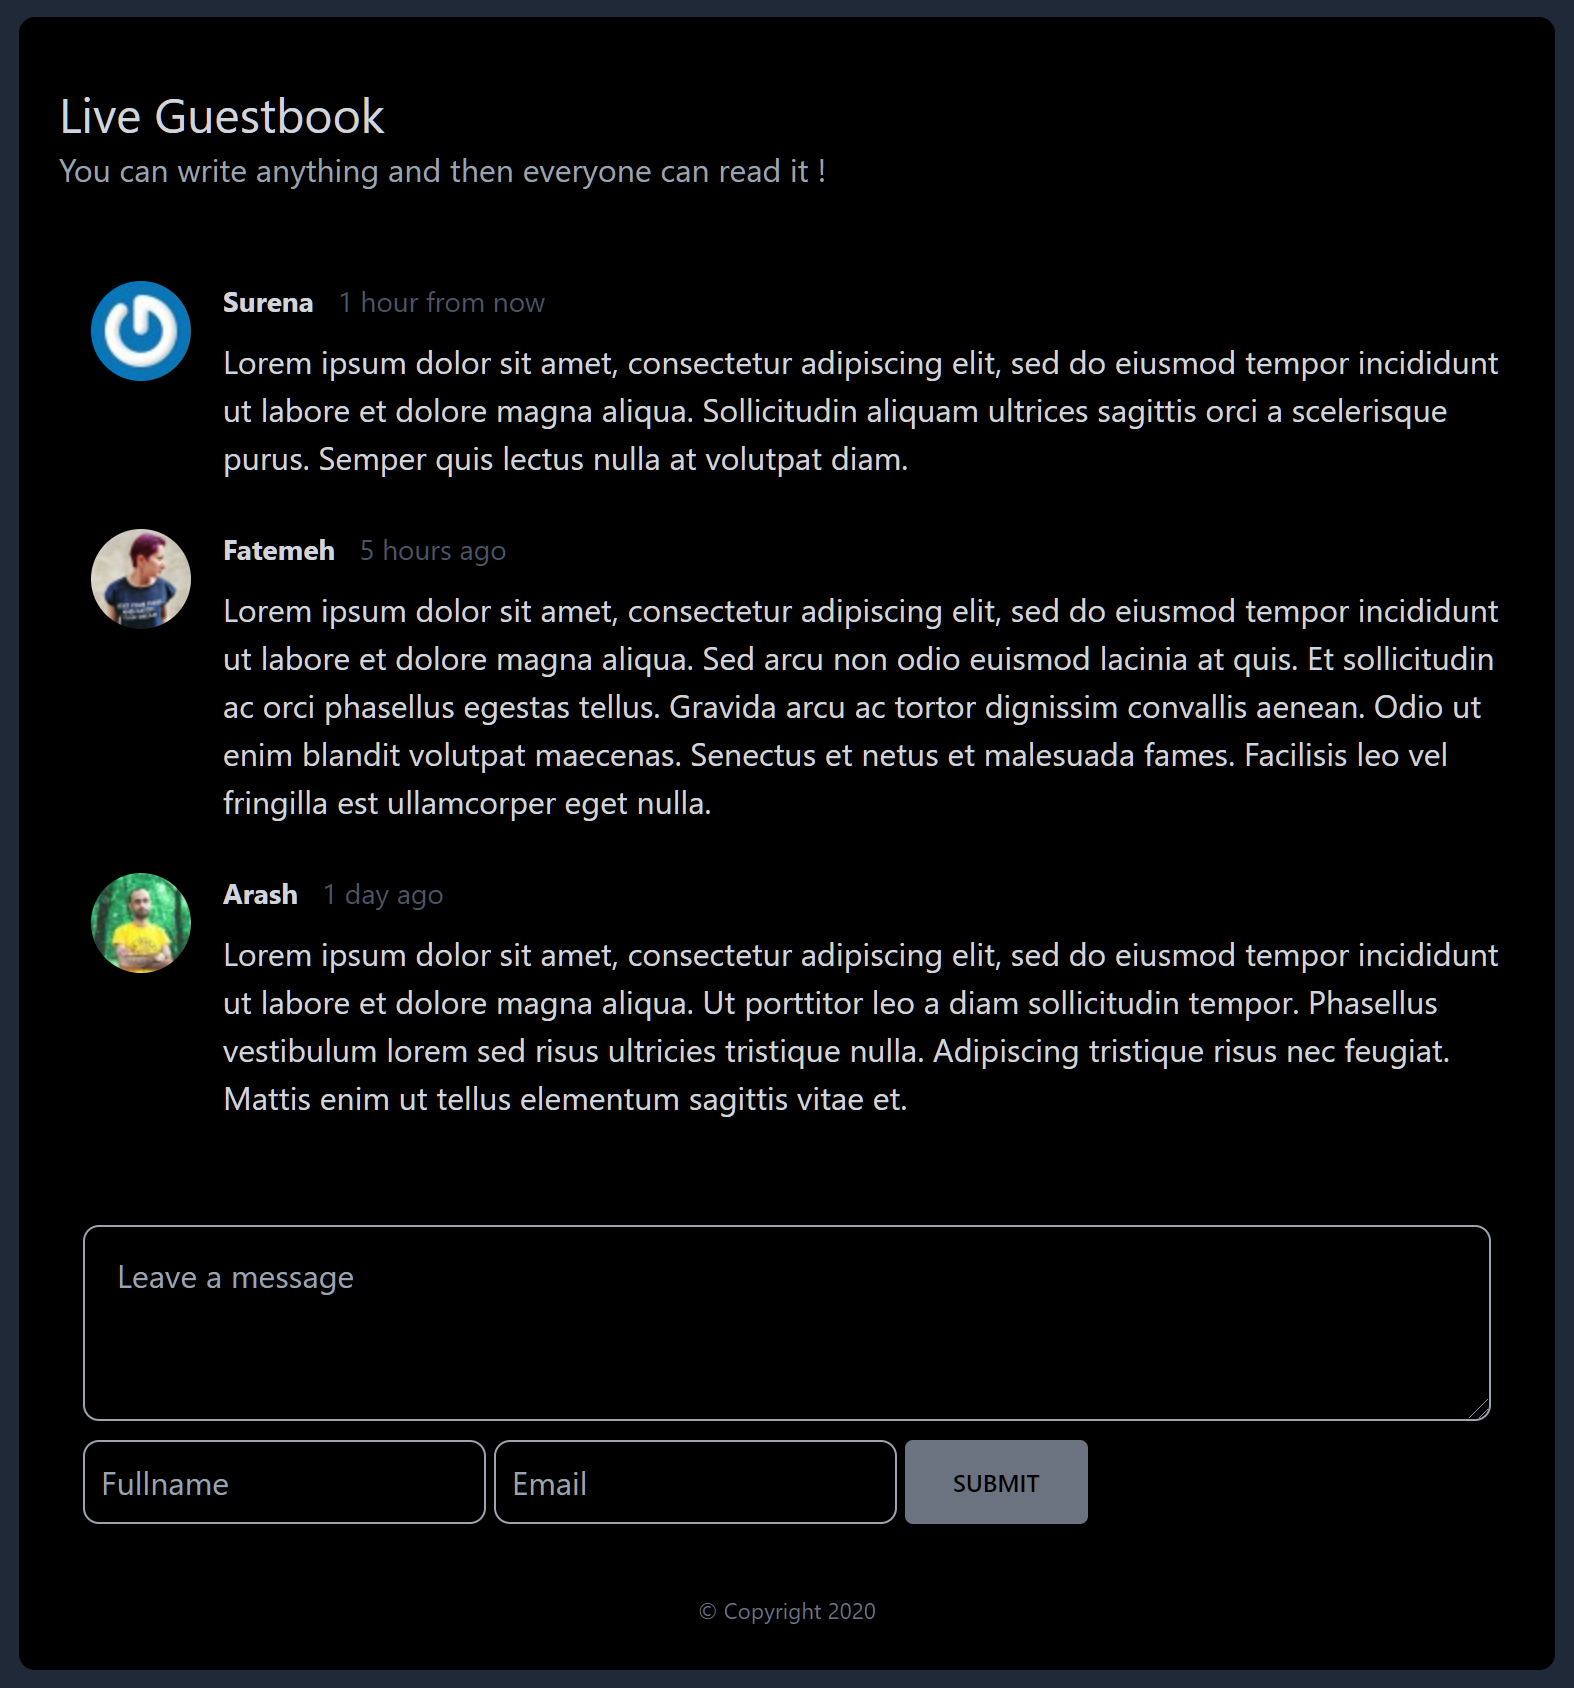 Live Guestbook
You can write anything and then everyone can read it !
Surena 1 hour from now
Lorem ipsum dolor sit amet, consectetur adipiscing elit, sed do eiusmod tempor incididunt
ut labore et dolore magna aliqua. Sollicitudin aliquam ultrices sagittis orci a scelerisque
purus. Semper quis lectus nulla at volutpat diam.
Fatemeh 5 hours ago
Lorem ipsum dolor sit amet, consectetur adipiscing elit, sed do eiusmod tempor incididunt
ut labore et dolore magna aliqua. Sed arcu non odio euismod lacinia at quis. Et sollicitudin
ac orci phasellus egestas tellus. Gravida arcu ac tortor dignissim convallis aenean. Odio ut
enim blandit volutpat maecenas. Senectus et netus et malesuada fames. Facilisis leo vel
fringilla est ullamcorper eget nulla.
Arash 1 day ago
Lorem ipsum dolor sit amet, consectetur adipiscing elit, sed do eiusmod tempor incididunt
ut labore et dolore magna aliqua. Ut porttitor leo a diam sollicitudin tempor. Phasellus
vestibulum lorem sed risus ultricies tristique nulla. Adipiscing tristique risus nec feugiat.
Mattis enim ut tellus elementum sagittis vitae et.
Leave a message
Fullname Email SUBMIT
© Copyright 2020